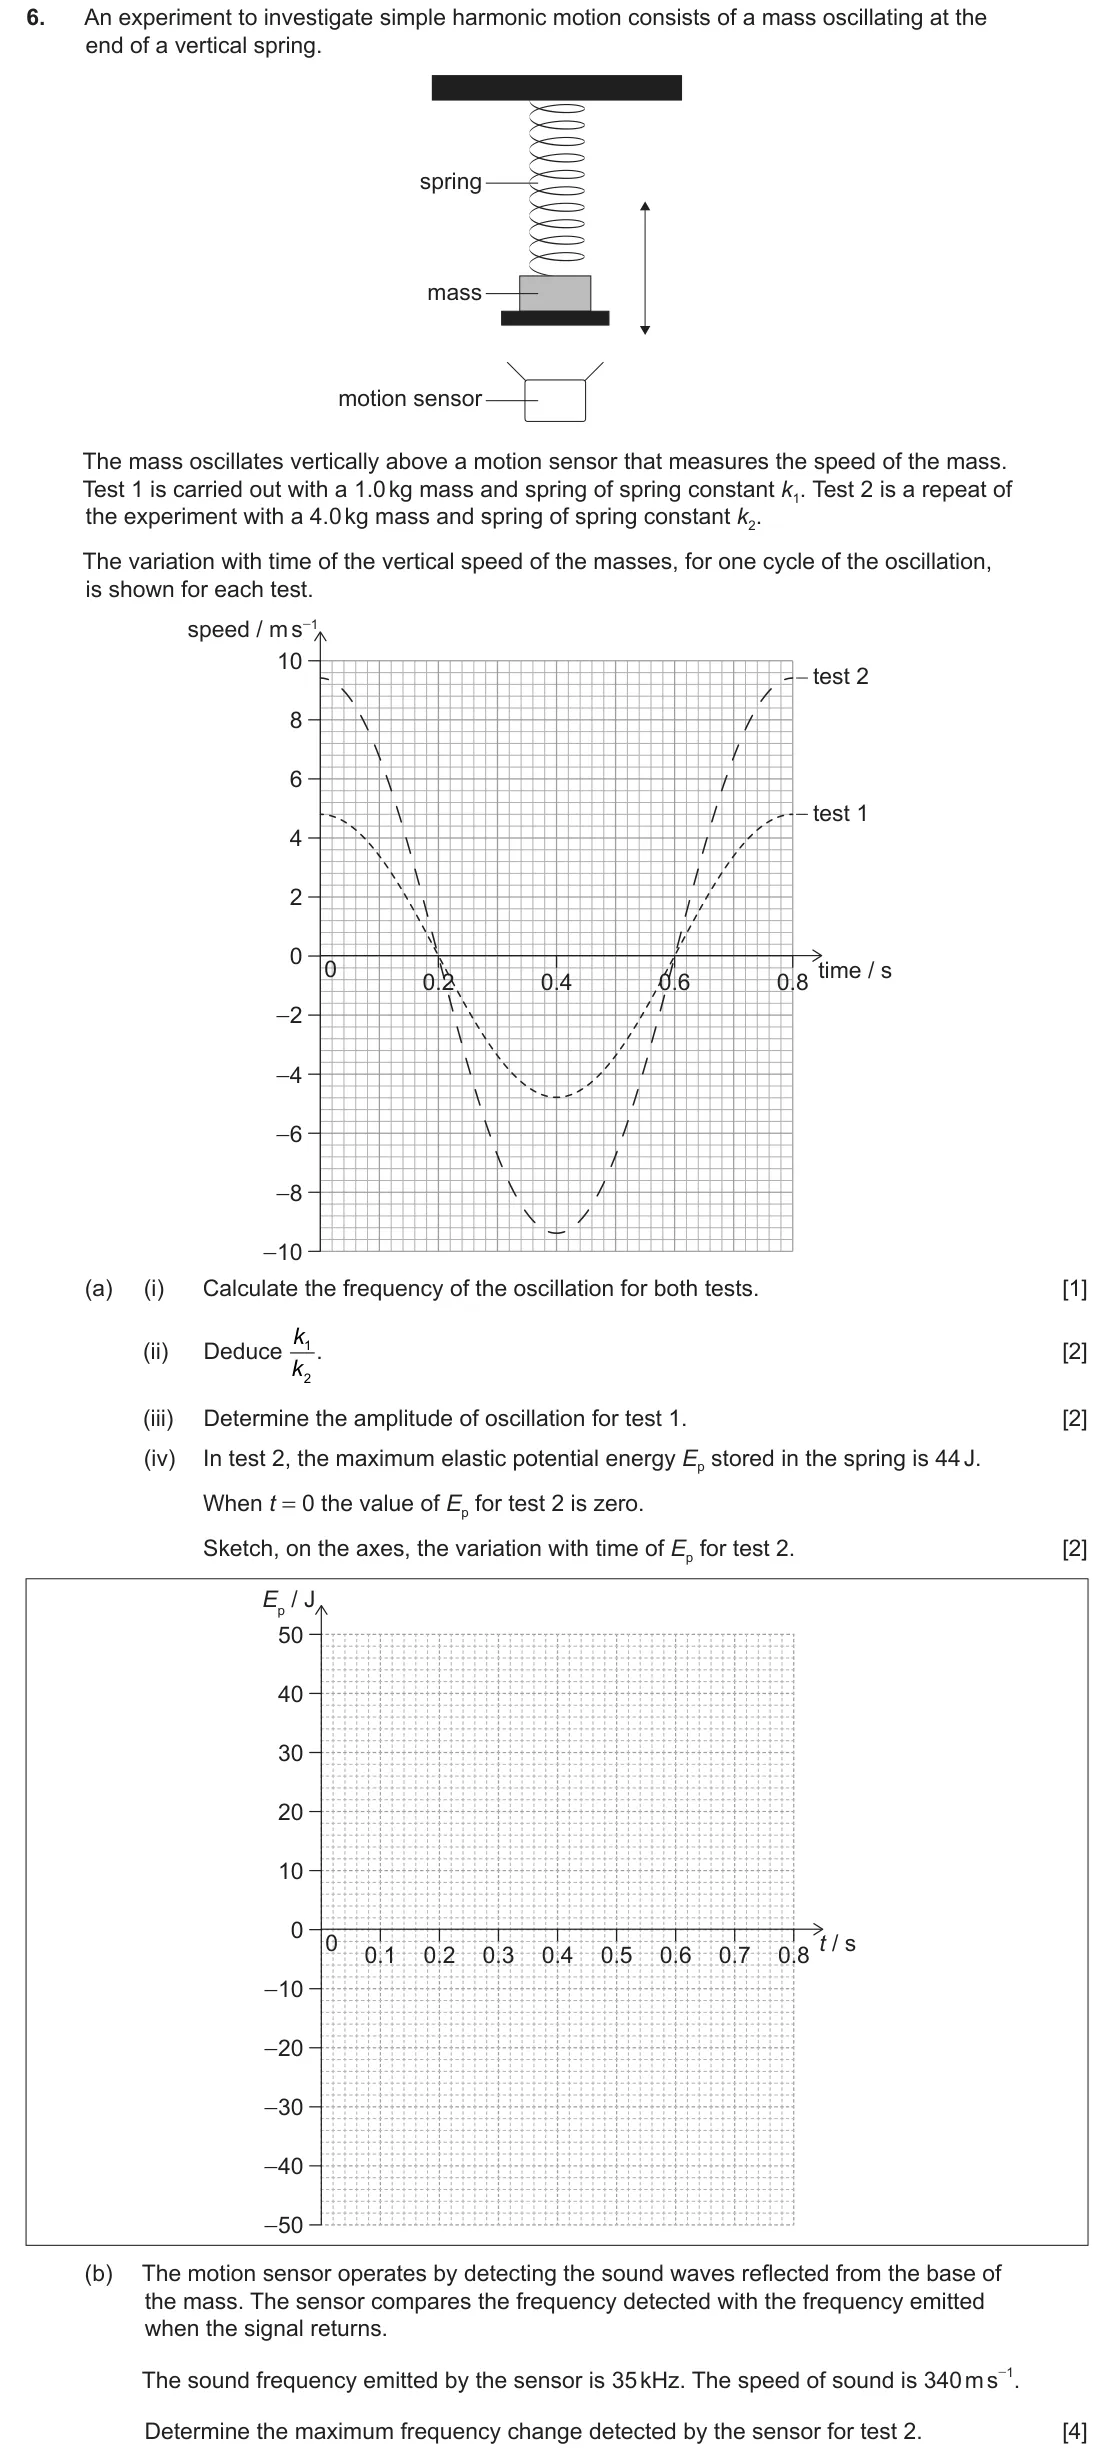 6. An experiment to investigate simple harmonic motion consists of a mass oscillating at the
end of a vertical spring.
spring
mass
motion sensor
The mass oscillates vertically above a motion sensor that measures the speed of the mass.
Test 1 is carried out with a 1.0 kg mass and spring of spring constant k₁. Test 2 is a repeat of
the experiment with a 4.0 kg mass and spring of spring constant k₂.
The variation with time of the vertical speed of the masses, for one cycle of the oscillation,
is shown for each test.
speed / m s⁻¹
10
test 2
8
6
test 1
4
2
0
0 0.2 0.4 0.6 0.8 time / s
–2
–4
–6
–8
–10
(a) (i) Calculate the frequency of the oscillation for both tests. [1]
(ii) Deduce k₁/k₂. [2]
(iii) Determine the amplitude of oscillation for test 1. [2]
(iv) In test 2, the maximum elastic potential energy Eₚ stored in the spring is 44 J.
When t = 0 the value of Eₚ for test 2 is zero.
Sketch, on the axes, the variation with time of Eₚ for test 2. [2]
Eₚ / J
50
40
30
20
10
0
0 0.1 0.2 0.3 0.4 0.5 0.6 0.7 0.8 t / s
–10
–20
–30
–40
–50
(b) The motion sensor operates by detecting the sound waves reflected from the base of
the mass. The sensor compares the frequency detected with the frequency emitted
when the signal returns.
The sound frequency emitted by the sensor is 35 kHz. The speed of sound is 340 m s⁻¹.
Determine the maximum frequency change detected by the sensor for test 2. [4]